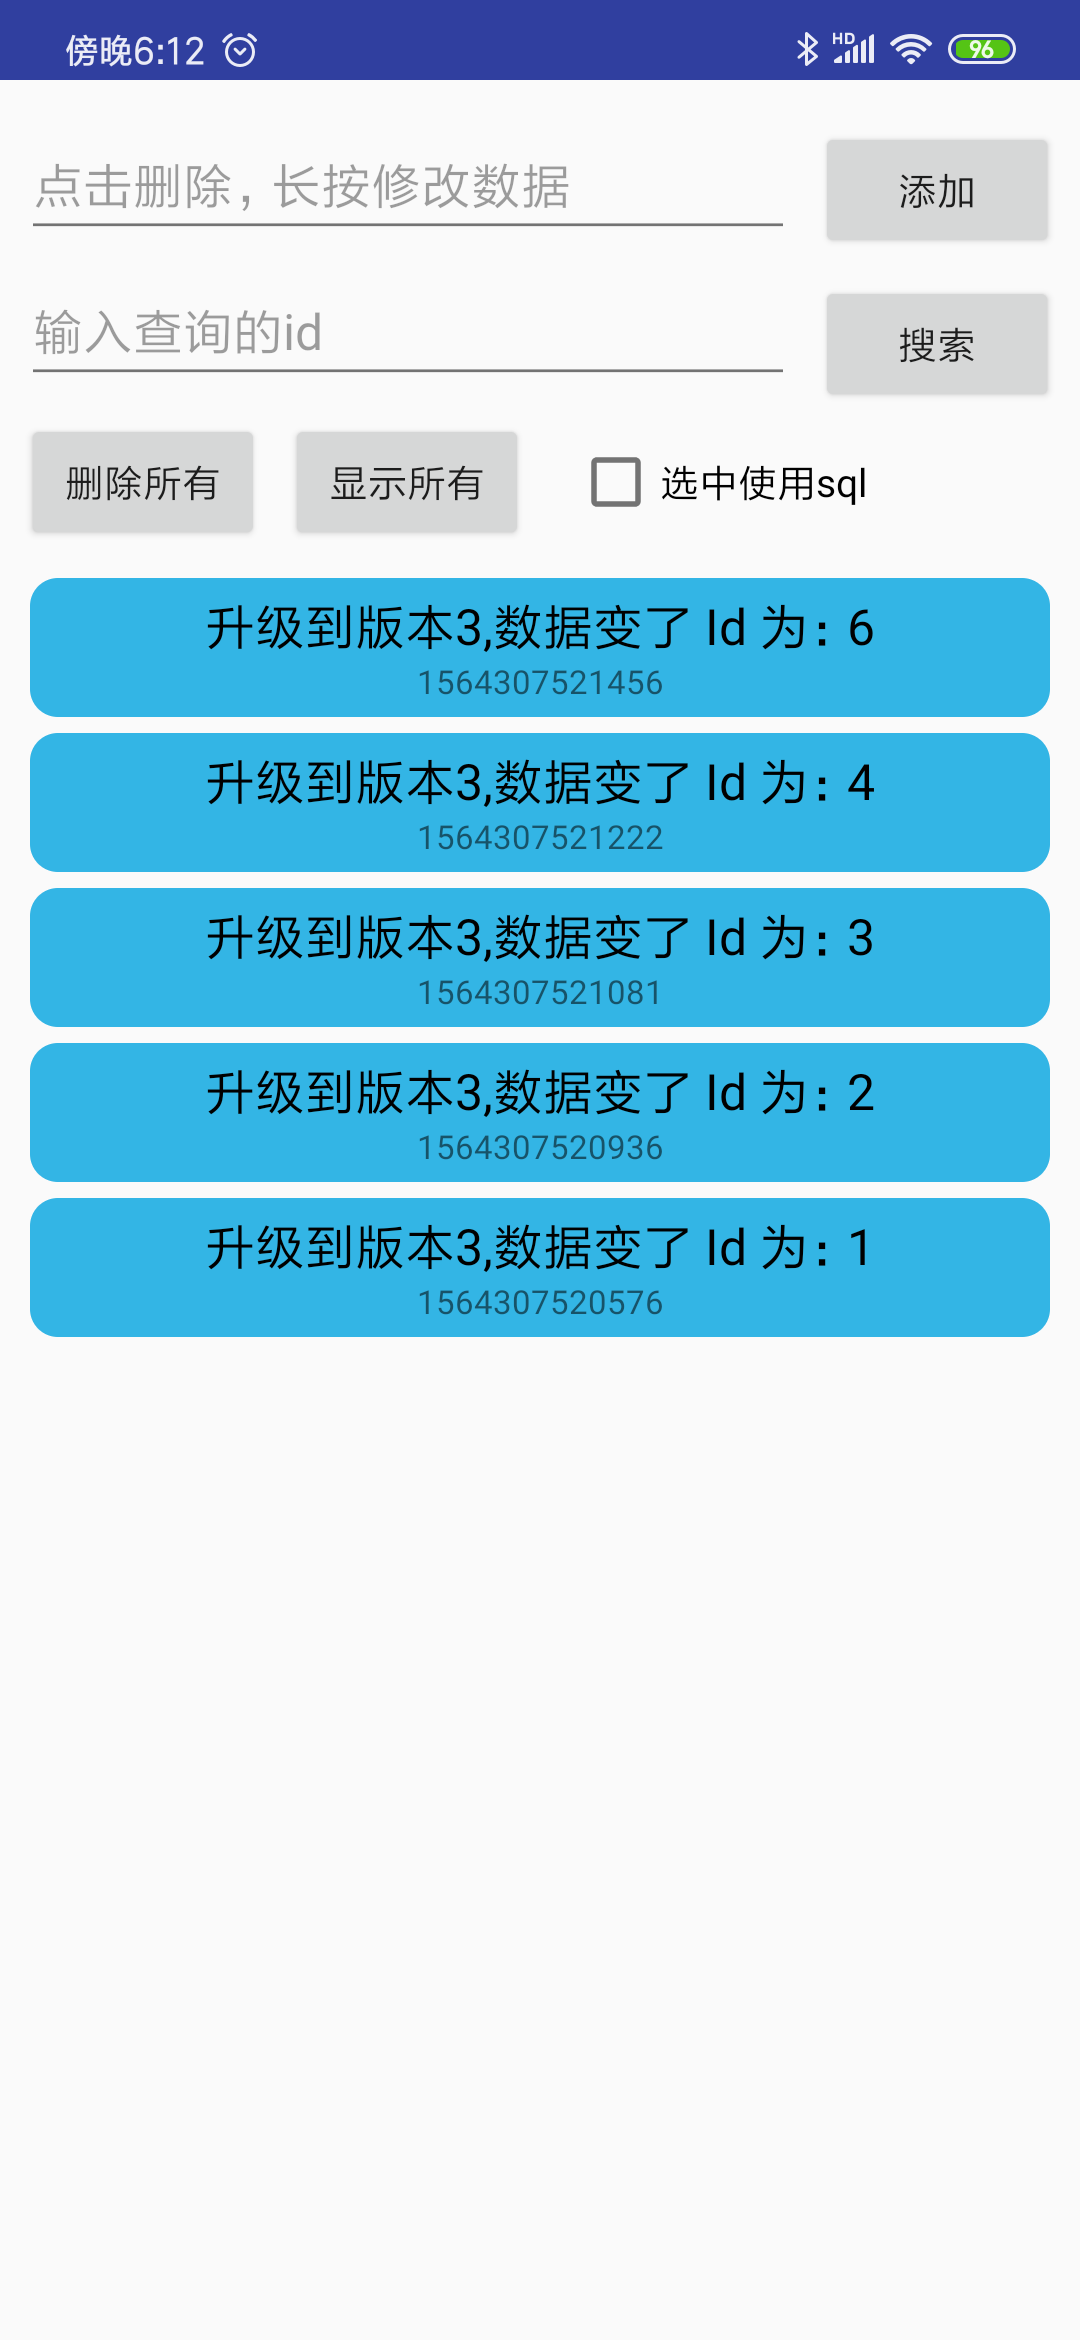 傍晚6:12 HD 96
点击删除，长按修改数据 添加
输入查询的id 搜索
删除所有 显示所有 选中使用sql
升级到版本3,数据变了 Id 为：6
1564307521456
升级到版本3,数据变了 Id 为：4
1564307521222
升级到版本3,数据变了 Id 为：3
1564307521081
升级到版本3,数据变了 Id 为：2
1564307520936
升级到版本3,数据变了 Id 为：1
1564307520576